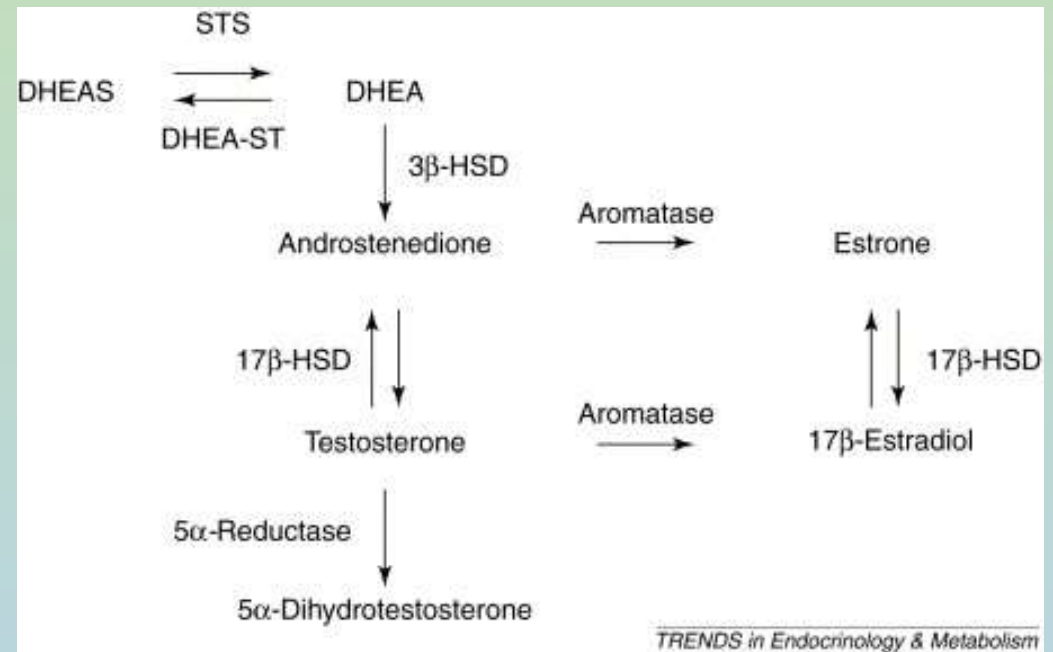 STS
DHEAS DHEA
DHEA-ST
3β-HSD
Aromatase
Androstenedione Estrone
17β-HSD 17β-HSD
Aromatase
Testosterone 17β-Estradiol
5α-Reductase
5α-Dihydrotestosterone
TRENDS in Endocrinology & Metabolism